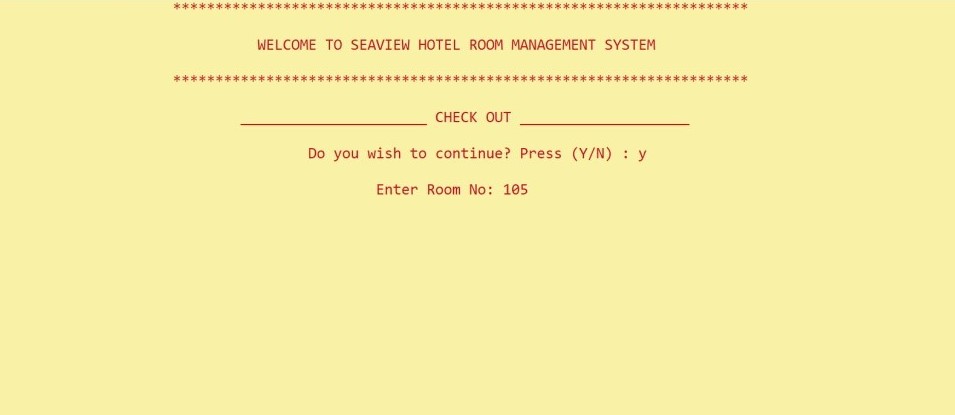 ********************************************************************
WELCOME TO SEAVIEW HOTEL ROOM MANAGEMENT SYSTEM
********************************************************************
______________________ CHECK OUT ____________________
Do you wish to continue? Press (Y/N) : y
Enter Room No: 105